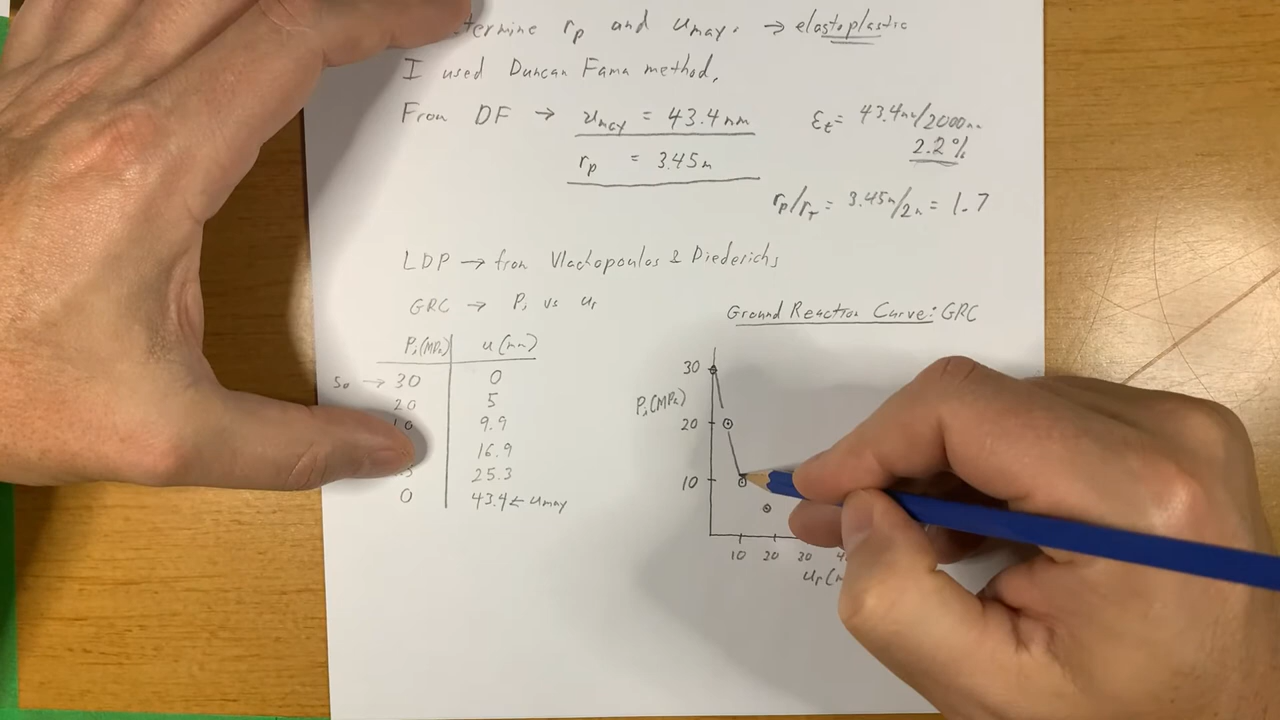 termine rp and umax. → elastoplastic
I used Duncan Fama method,
From DF → umax = 43.4mm
rp = 3.45m
εt = 43.4mm/2000mm
2.2%
rp/rT = 3.45m/2m = 1.7
LDP → from Vlachopoulos & Diederichs
GRC → Pi vs ur
Pi(MPa) u(mm)
So → 30 0
20 5
10 9.9
16.9
25.3
0 43.4 ← umax
Ground Reaction Curve: GRC
30
Pi(MPa)
20
10
10 20 30
ur(m